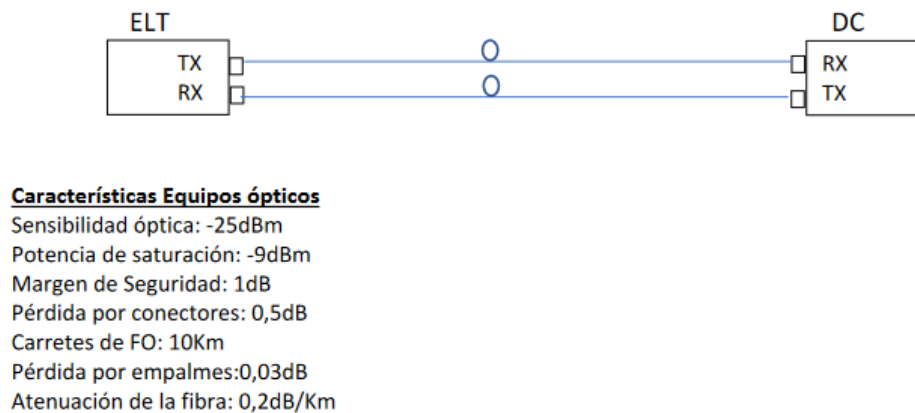 ELT
DC
TX
RX
RX
TX
Características Equipos ópticos
Sensibilidad óptica: -25dBm
Potencia de saturación: -9dBm
Margen de Seguridad: 1dB
Pérdida por conectores: 0,5dB
Carretes de FO: 10Km
Pérdida por empalmes:0,03dB
Atenuación de la fibra: 0,2dB/Km